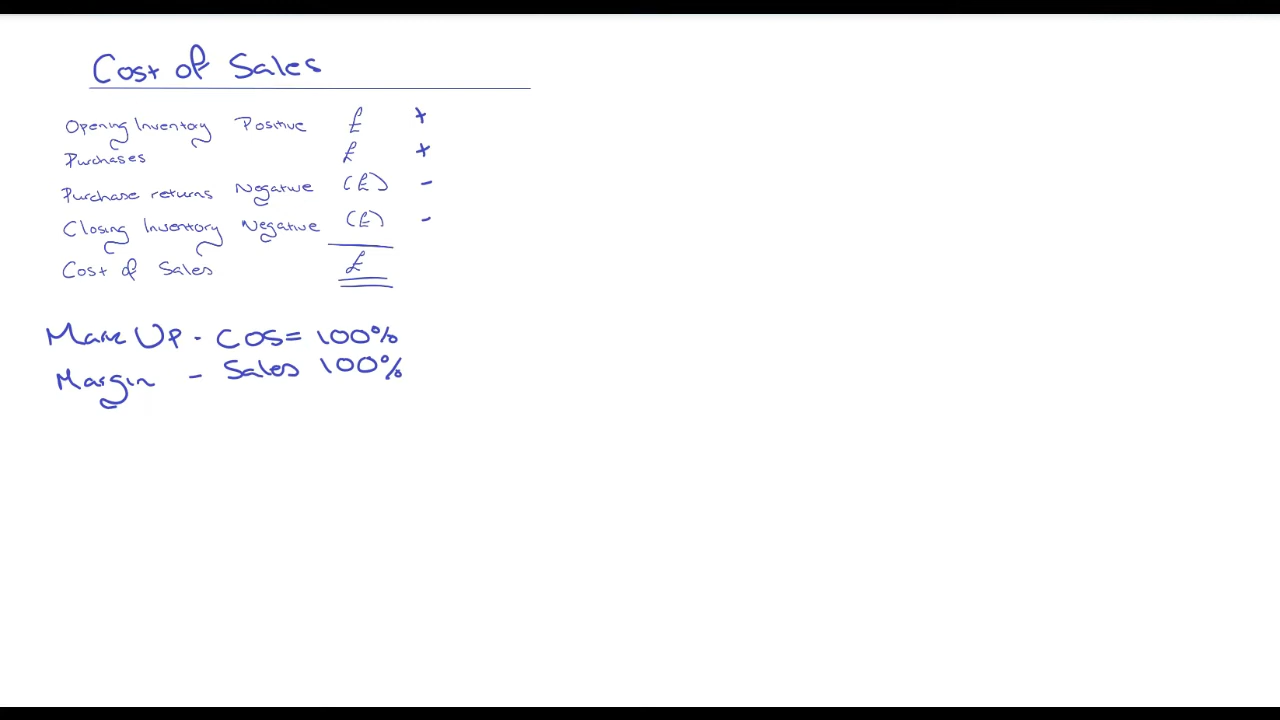 Cost of Sales
Opening Inventory Positive £ +
Purchases £ +
Purchase returns Negative (£) -
Closing Inventory Negative (£) -
Cost of Sales £
Mark Up - COS = 100%
Margin - Sales 100%